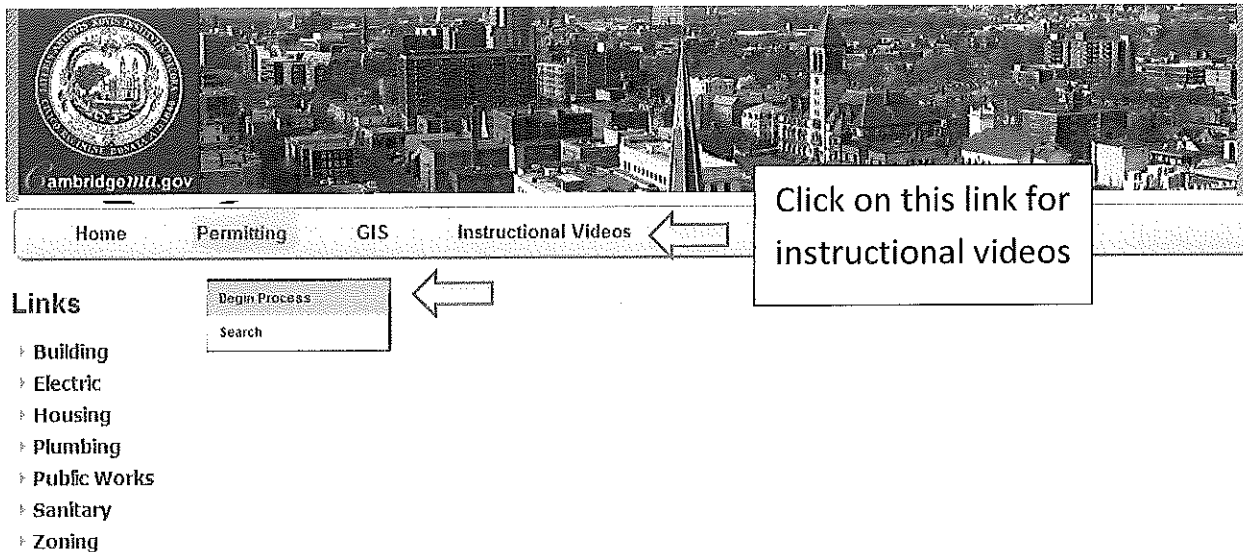 ambridgeMA.gov
Home Permitting GIS Instructional Videos
Click on this link for
instructional videos
Links
Begin Process
Search
Building
Electric
Housing
Plumbing
Public Works
Sanitary
Zoning